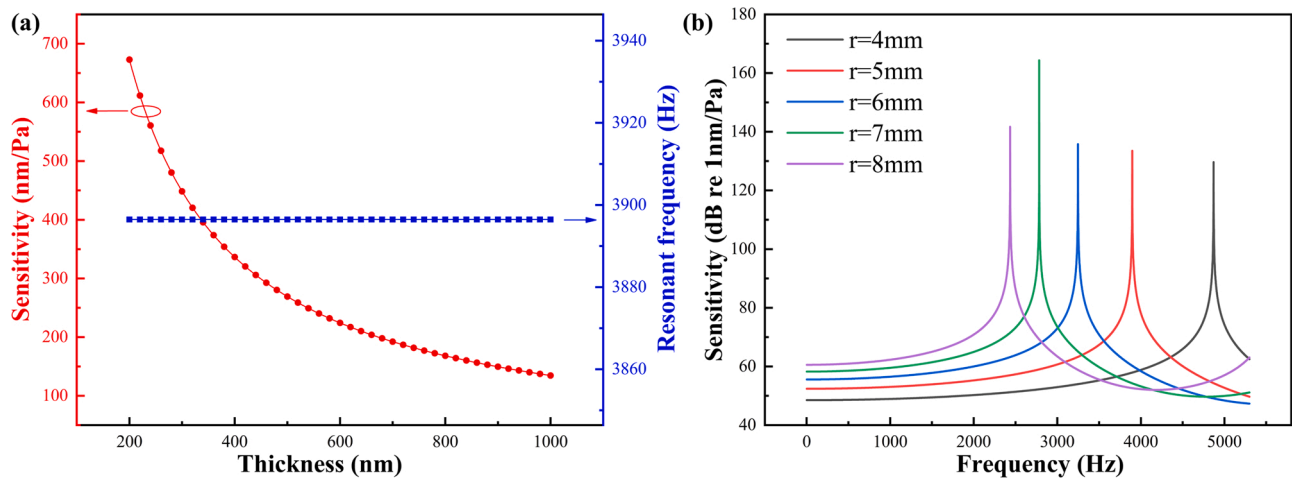 (a)
700
600
500
400
300
200
100
Sensitivity (nm/Pa)
200 400 600 800 1000
Thickness (nm)
3940
3920
3900
3880
3860
Resonant frequency (Hz)
(b)
180
160
140
120
100
80
60
40
Sensitivity (dB re 1nm/Pa)
r=4mm
r=5mm
r=6mm
r=7mm
r=8mm
0 1000 2000 3000 4000 5000
Frequency (Hz)